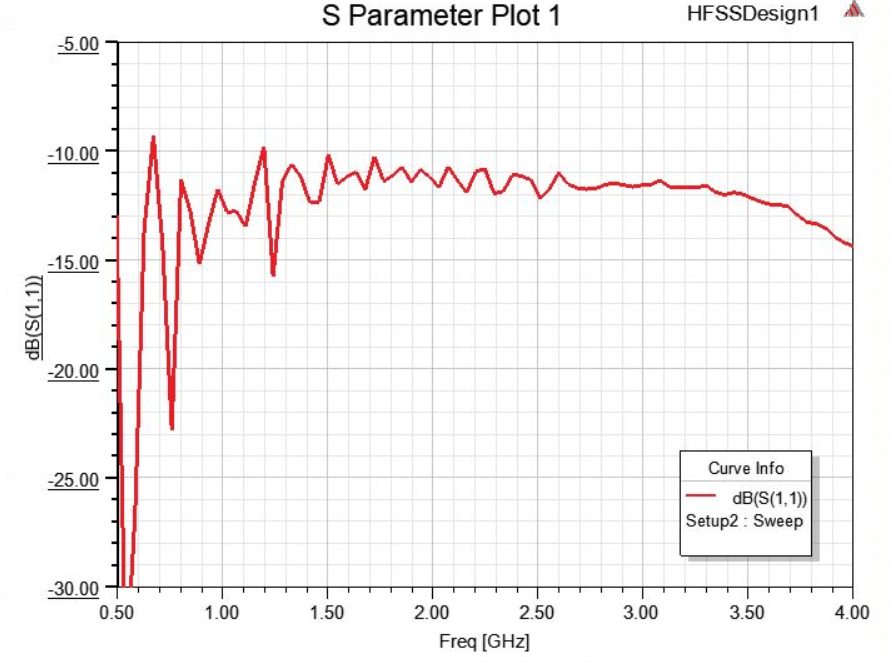 S Parameter Plot 1
HFSSDesign1
-5.00
-10.00
-15.00
-20.00
-25.00
-30.00
dB(S(1,1))
0.50 1.00 1.50 2.00 2.50 3.00 3.50 4.00
Freq [GHz]
Curve Info
dB(S(1,1))
Setup2 : Sweep